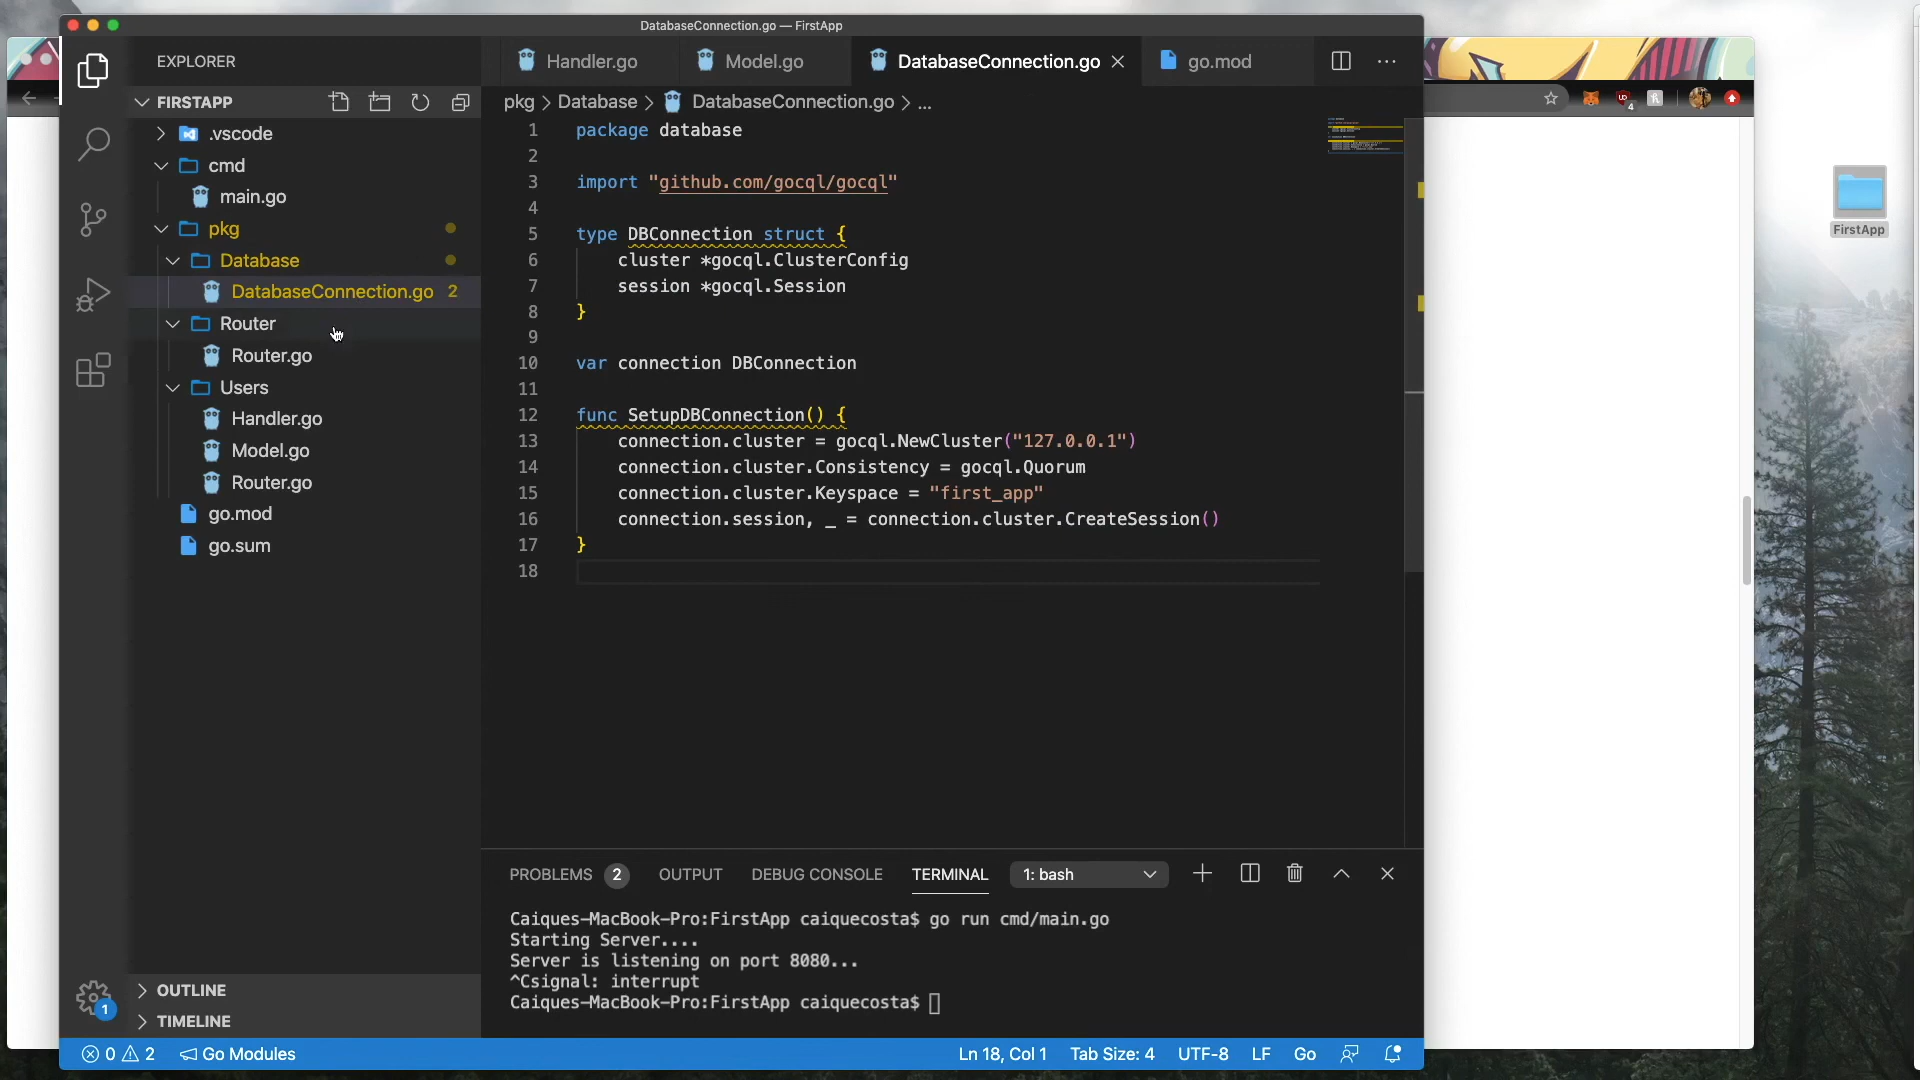 DatabaseConnection.go — FirstApp
EXPLORER
Handler.go
Model.go
DatabaseConnection.go
go.mod
FIRSTAPP
pkg > Database > DatabaseConnection.go > ...
.vscode
cmd
main.go
pkg
Database
DatabaseConnection.go 2
Router
Router.go
Users
Handler.go
Model.go
Router.go
go.mod
go.sum
1 package database
2
3 import "github.com/gocql/gocql"
4
5 type DBConnection struct {
6 cluster *gocql.ClusterConfig
7 session *gocql.Session
8 }
9
10 var connection DBConnection
11
12 func SetupDBConnection() {
13 connection.cluster = gocql.NewCluster("127.0.0.1")
14 connection.cluster.Consistency = gocql.Quorum
15 connection.cluster.Keyspace = "first_app"
16 connection.session, _ = connection.cluster.CreateSession()
17 }
18
PROBLEMS 2 OUTPUT DEBUG CONSOLE TERMINAL 1: bash
Caiques-MacBook-Pro:FirstApp caiquecosta$ go run cmd/main.go
Starting Server....
Server is listening on port 8080...
^Csignal: interrupt
Caiques-MacBook-Pro:FirstApp caiquecosta$
OUTLINE
TIMELINE
1
0 2 Go Modules
Ln 18, Col 1 Tab Size: 4 UTF-8 LF Go
FirstApp
4